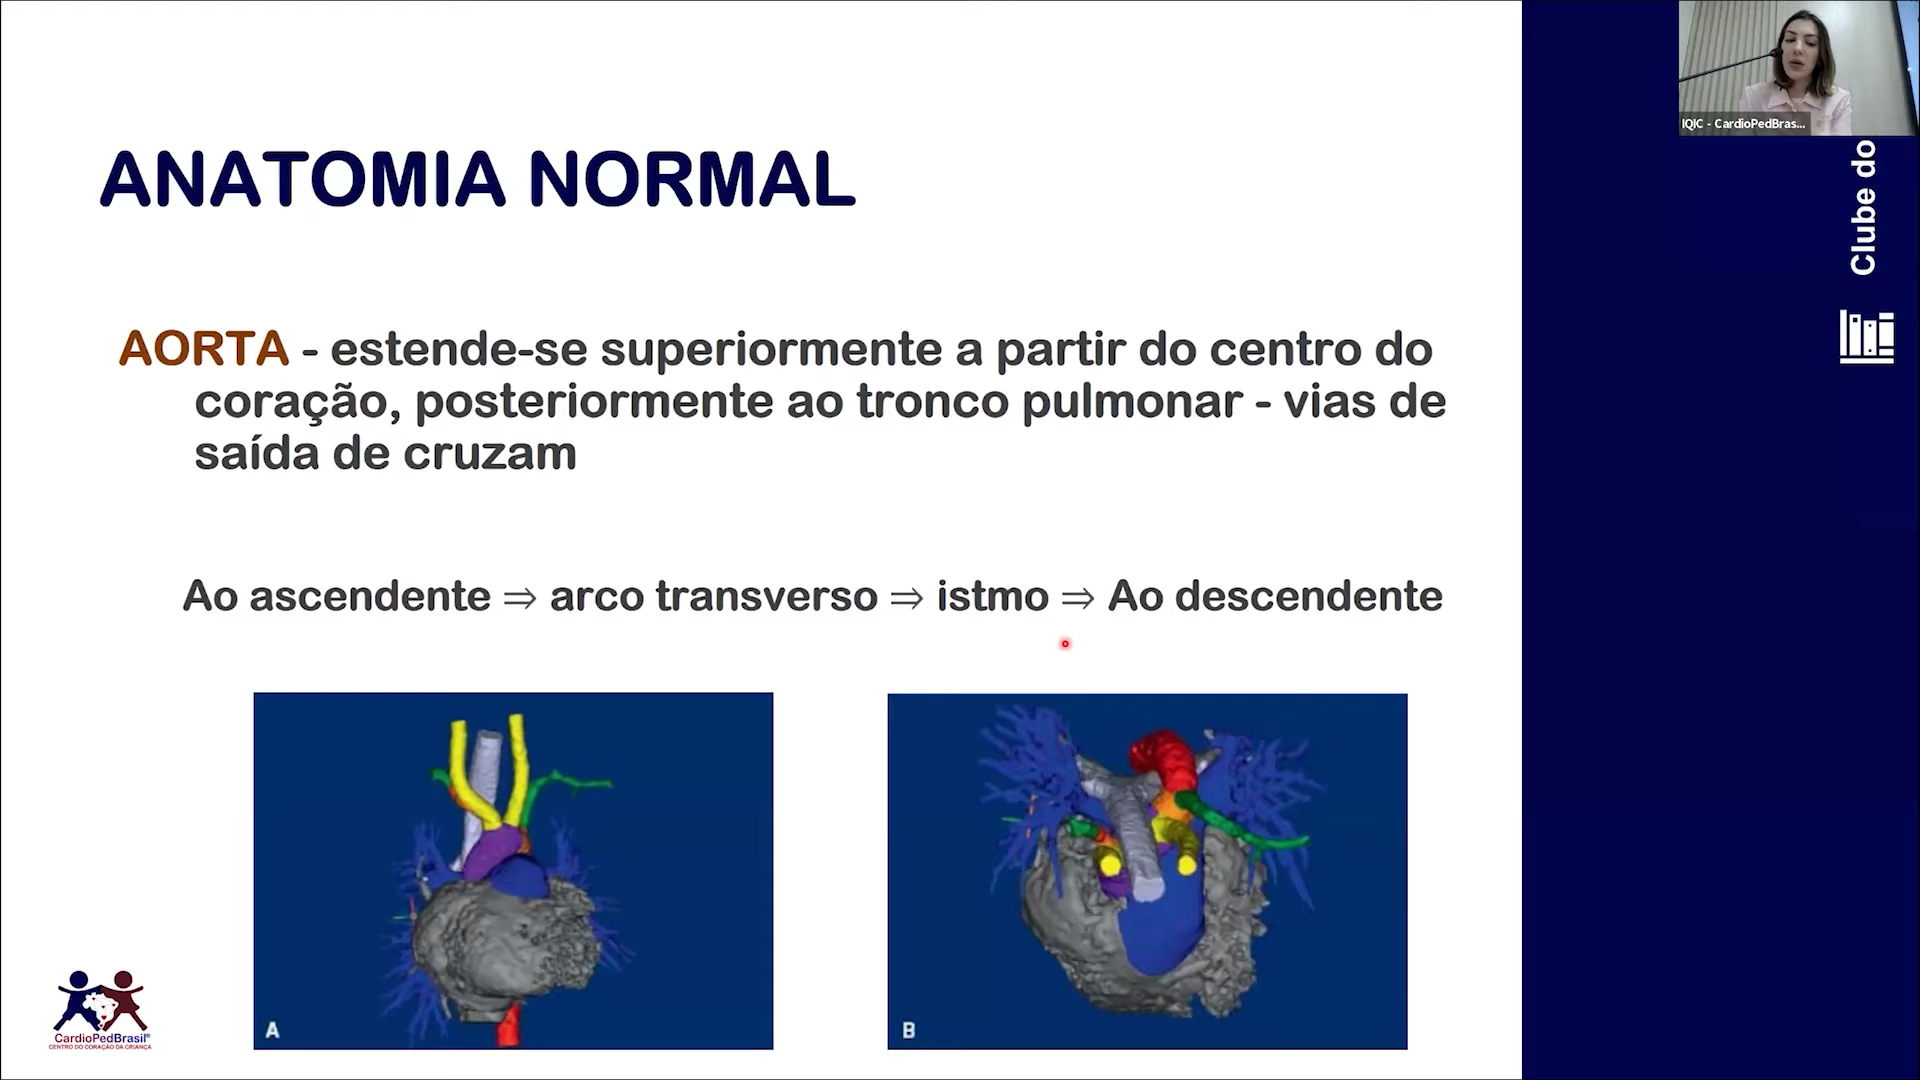 ANATOMIA NORMAL
AORTA - estende-se superiormente a partir do centro do
coração, posteriormente ao tronco pulmonar - vias de
saída de cruzam
Ao ascendente ⇒ arco transverso ⇒ istmo ⇒ Ao descendente
A
B
CardioPedBrasil®
CENTRO DO CORAÇÃO DA CRIANÇA
IQIC - CardioPedBras...
Clube do